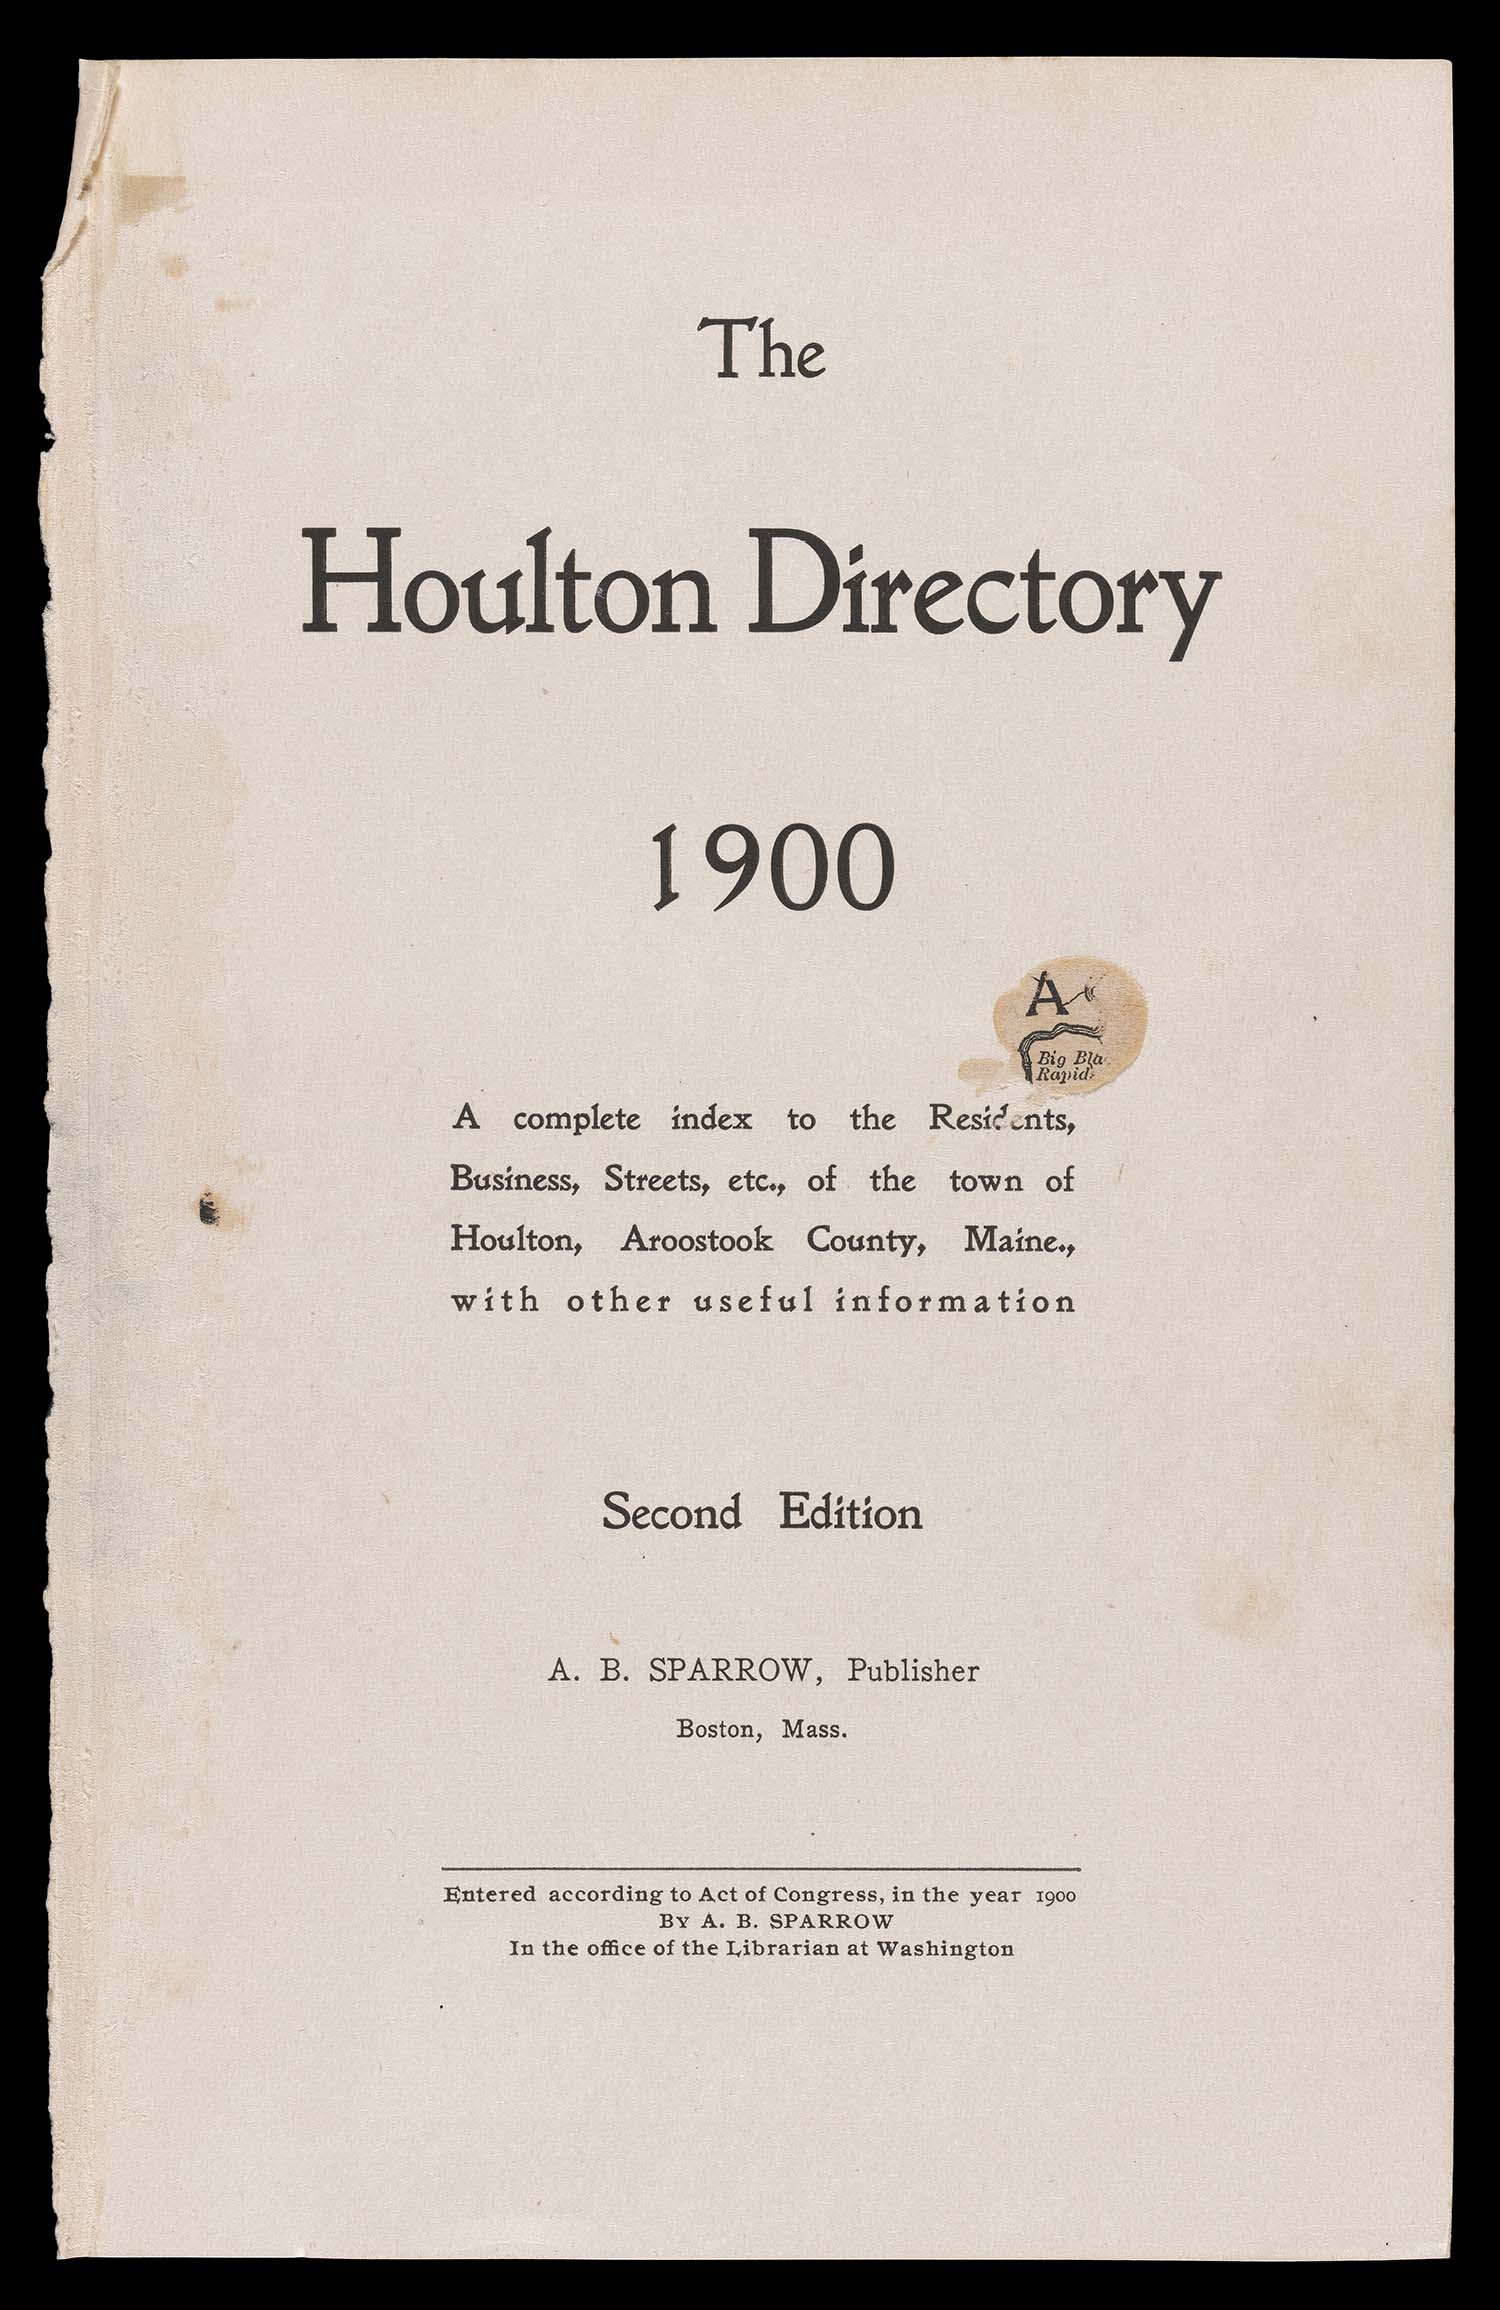 The
Houlton Directory
1900
A
Big Bla
Rapid
A complete index to the Residents,
Business, Streets, etc., of the town of
Houlton, Aroostook County, Maine.,
with other useful information
Second Edition
A. B. SPARROW, Publisher
Boston, Mass.
Entered according to Act of Congress, in the year 1900
BY A. B. SPARROW
In the office of the Librarian at Washington